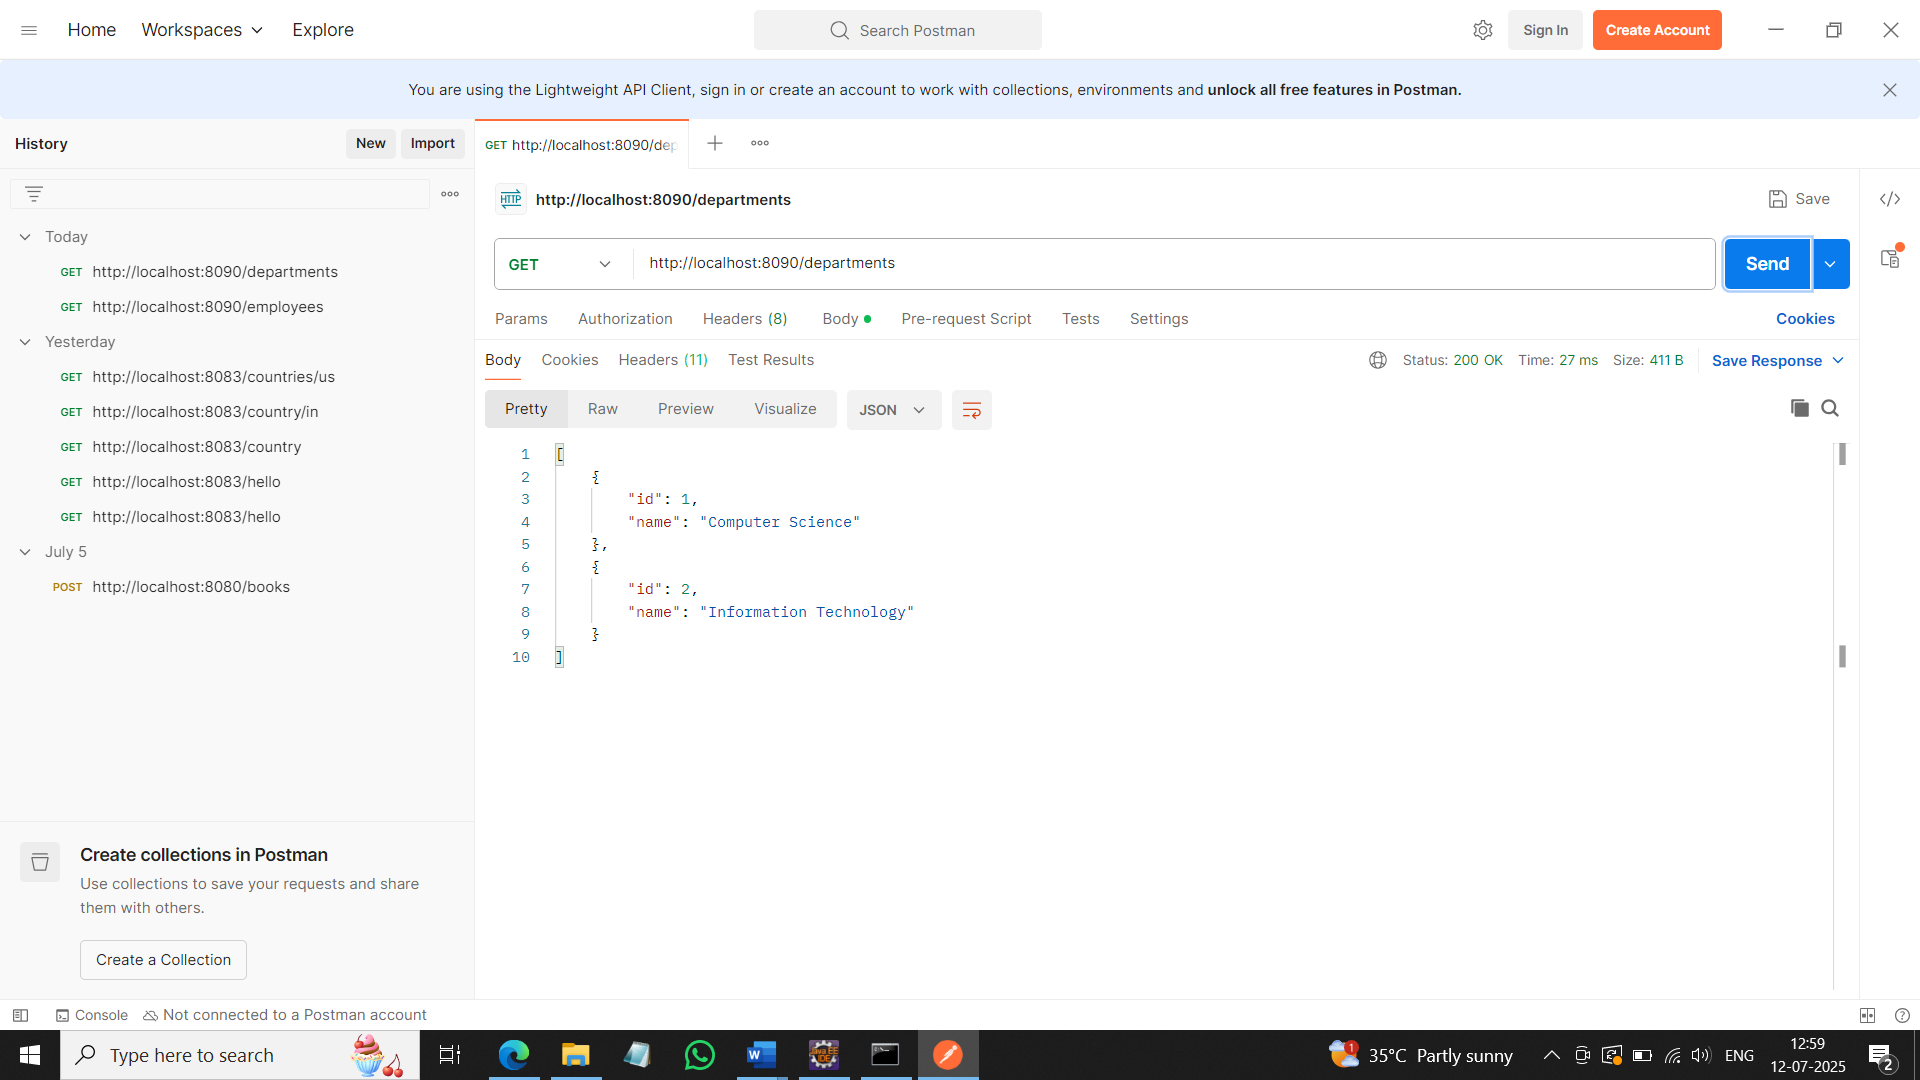 Home Workspaces Explore Search Postman Sign In Create Account
You are using the Lightweight API Client, sign in or create an account to work with collections, environments and unlock all free features in Postman.
History New Import
Today
GET http://localhost:8090/departments
GET http://localhost:8090/employees
Yesterday
GET http://localhost:8083/countries/us
GET http://localhost:8083/country/in
GET http://localhost:8083/country
GET http://localhost:8083/hello
GET http://localhost:8083/hello
July 5
POST http://localhost:8080/books
Create collections in Postman
Use collections to save your requests and share
them with others.
Create a Collection
GET http://localhost:8090/dep
HTTP http://localhost:8090/departments Save
GET http://localhost:8090/departments Send
Params Authorization Headers (8) Body Pre-request Script Tests Settings Cookies
Body Cookies Headers (11) Test Results Status: 200 OK Time: 27 ms Size: 411 B Save Response
Pretty Raw Preview Visualize JSON
1 [
2 {
3 "id": 1,
4 "name": "Computer Science"
5 },
6 {
7 "id": 2,
8 "name": "Information Technology"
9 }
10 ]
Console Not connected to a Postman account
Type here to search 1 35°C Partly sunny ENG 12:59
12-07-2025 2